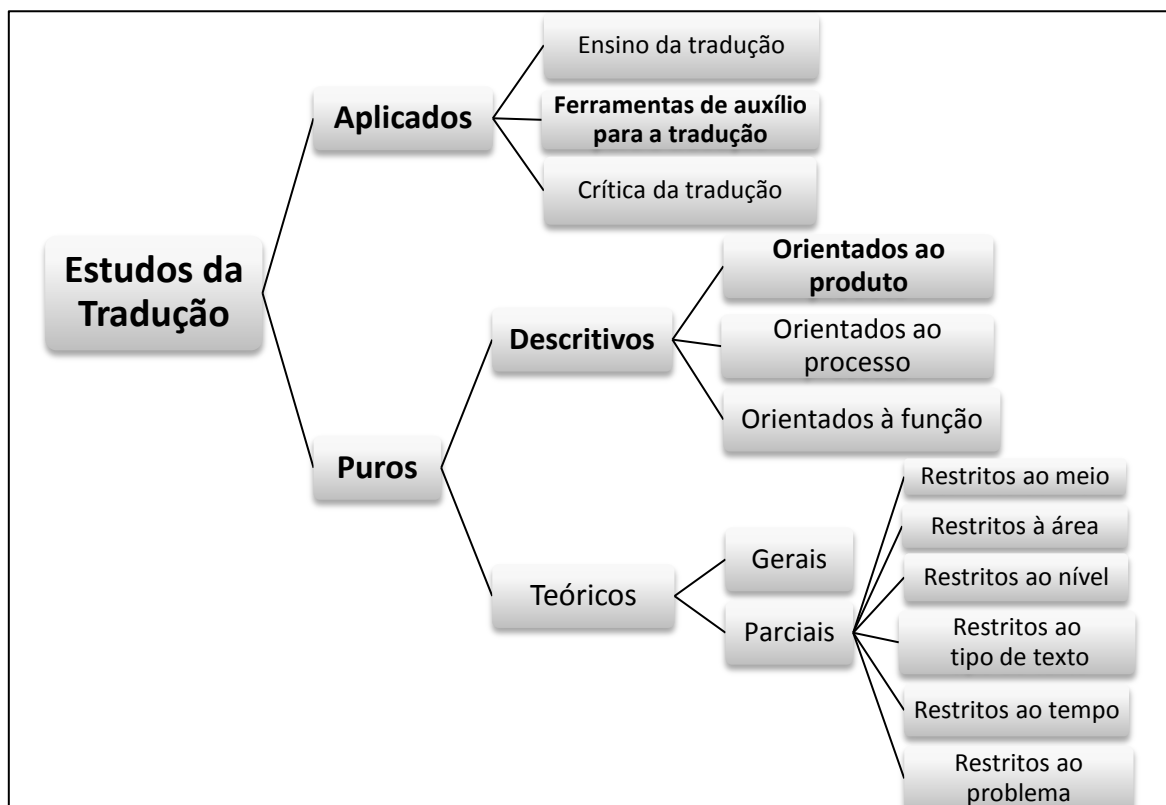 Estudos da
Tradução
Aplicados
Ensino da tradução
Ferramentas de auxílio
para a tradução
Crítica da tradução
Puros
Descritivos
Orientados ao
produto
Orientados ao
processo
Orientados à função
Teóricos
Gerais
Parciais
Restritos ao meio
Restritos à área
Restritos ao nível
Restritos ao
tipo de texto
Restritos ao tempo
Restritos ao
problema